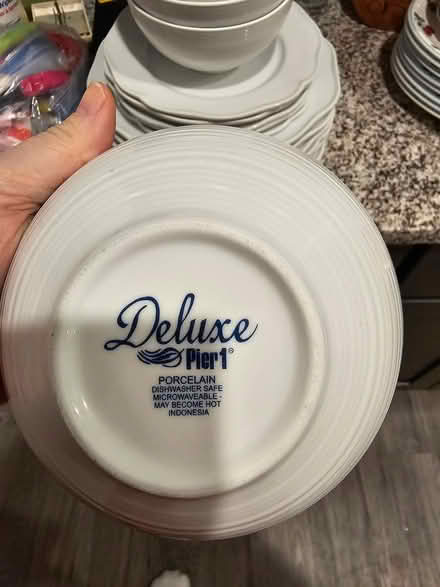 Deluxe
Pier 1®
PORCELAIN
DISHWASHER SAFE
MICROWAVEABLE -
MAY BECOME HOT
INDONESIA